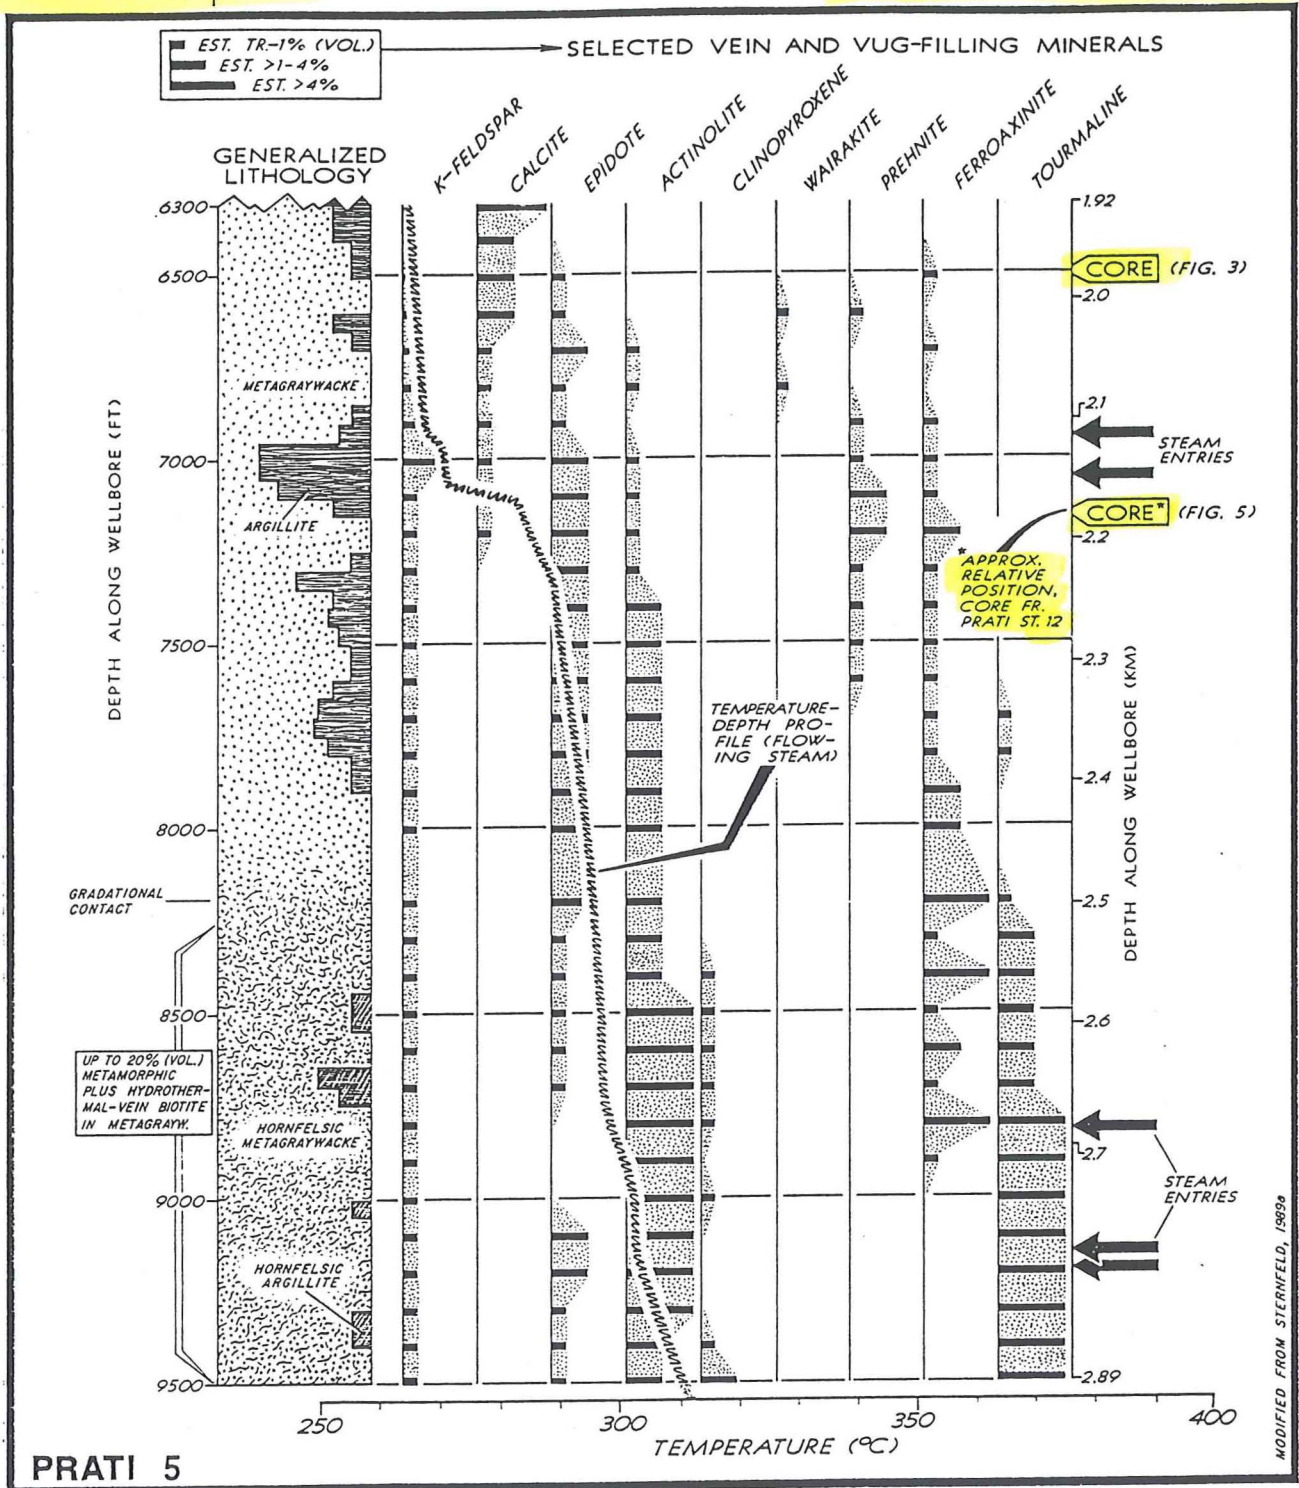 EST. TR.-1% (VOL.)
EST. >1-4%
EST. >4%
SELECTED VEIN AND VUG-FILLING MINERALS
GENERALIZED
LITHOLOGY
K-FELDSPAR
CALCITE
EPIDOTE
ACTINOLITE
CLINOPYROXENE
WAIRAKITE
PREHNITE
FERROAXINITE
TOURMALINE
6300
6500
7000
7500
8000
8500
9000
9500
DEPTH ALONG WELLBORE (FT)
METAGRAYWACKE
ARGILLITE
GRADATIONAL
CONTACT
UP TO 20% (VOL.)
METAMORPHIC
PLUS HYDROTHER-
MAL-VEIN BIOTITE
IN METAGRAYW.
HORNFELSIC
METAGRAYWACKE
HORNFELSIC
ARGILLITE
TEMPERATURE-
DEPTH PRO-
FILE (FLOW-
ING STEAM)
1.92
CORE (FIG. 3)
2.0
2.1
STEAM
ENTRIES
CORE* (FIG. 5)
2.2
*APPROX.
RELATIVE
POSITION,
CORE FR.
PRATI ST. 12
2.3
2.4
2.5
2.6
2.7
2.89
DEPTH ALONG WELLBORE (KM)
STEAM
ENTRIES
250
300
350
400
TEMPERATURE (°C)
PRATI 5
MODIFIED FROM STERNFELD, 1989a